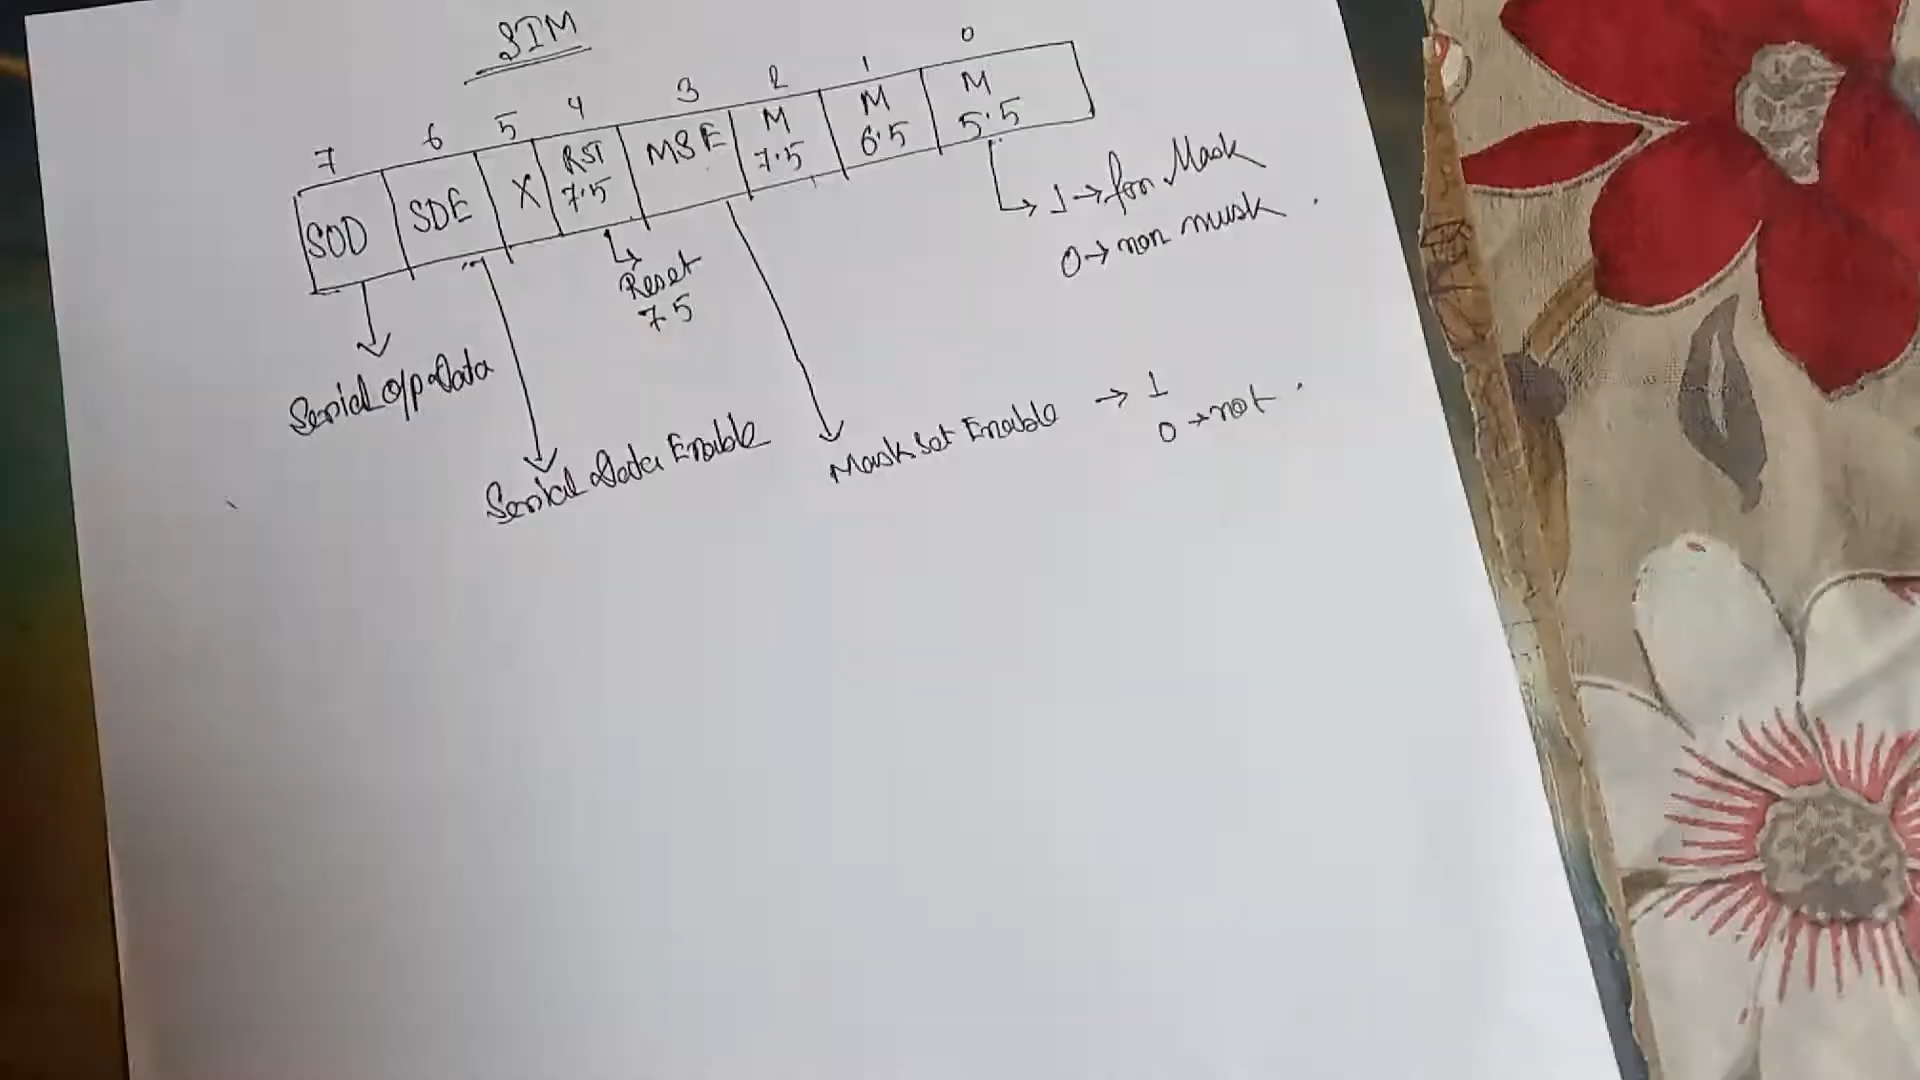 SIM
7 6 5 4 3 2 1 0
SOD SDE X RST 7.5 MSE M 7.5 M 6.5 M 5.5
↳ 1 → for Mask
0 → non musk .
↳ Reset
7.5
Serial o/p Data
Serial Data Enable
Mask Set Enable → 1
0 → not .